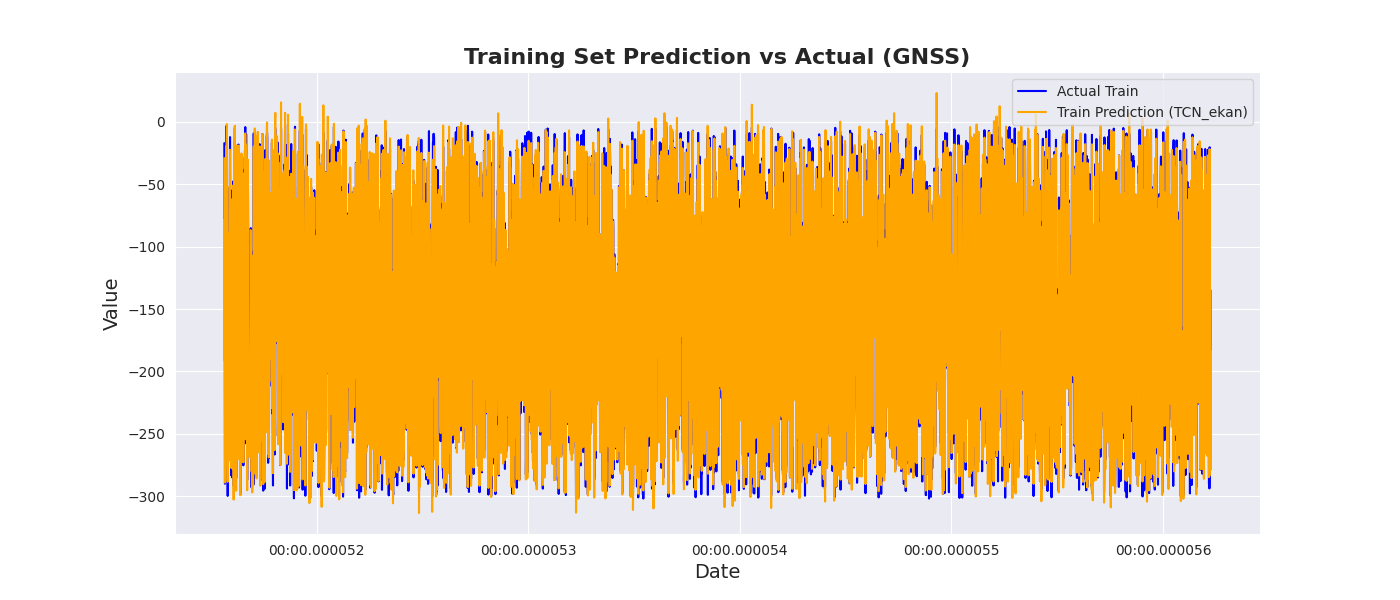 Training Set Prediction vs Actual (GNSS)
Actual Train
Train Prediction (TCN_ekan)
Value
0
−50
−100
−150
−200
−250
−300
00:00.000052 00:00.000053 00:00.000054 00:00.000055 00:00.000056
Date